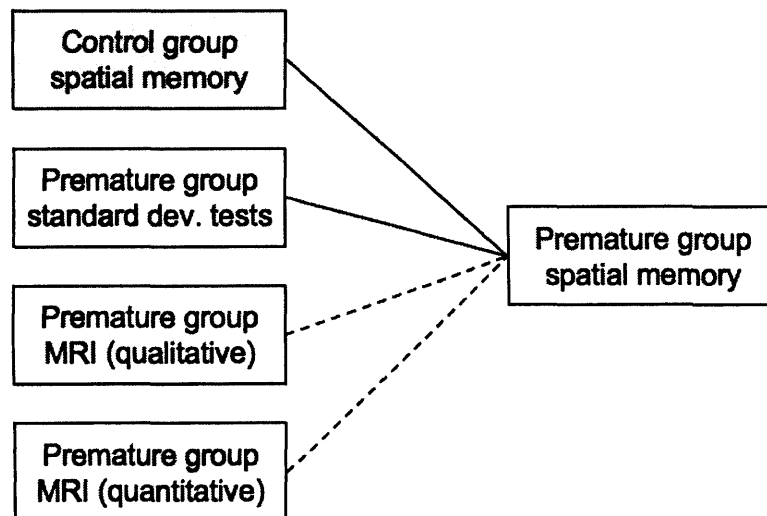 Control group
spatial memory
Premature group
standard dev. tests
Premature group
MRI (qualitative)
Premature group
MRI (quantitative)
Premature group
spatial memory